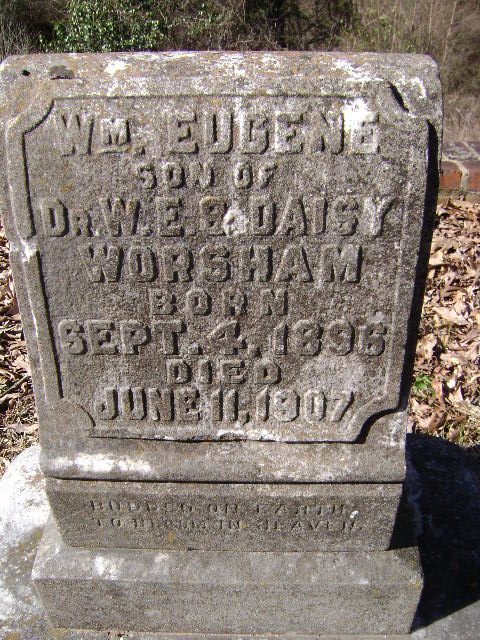 WM. EUGENE
SON OF
DR. W. E. & DAISY
WORSHAM
BORN
SEPT. 4, 1896
DIED
JUNE 11, 1907
BUDDED ON EARTH
TO BLOOM IN HEAVEN.